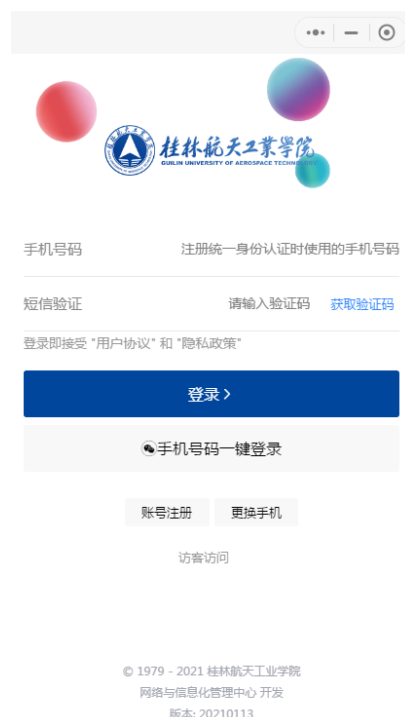 桂林航天工業學院
GUILIN UNIVERSITY OF AEROSPACE TECHNOLOGY
手机号码 注册统一身份认证时使用的手机号码
短信验证 请输入验证码 获取验证码
登录即接受 "用户协议" 和 "隐私政策"
登录 >
手机号码一键登录
账号注册 更换手机
访客访问
© 1979 - 2021 桂林航天工业学院
网络与信息化管理中心 开发
版本: 20210113